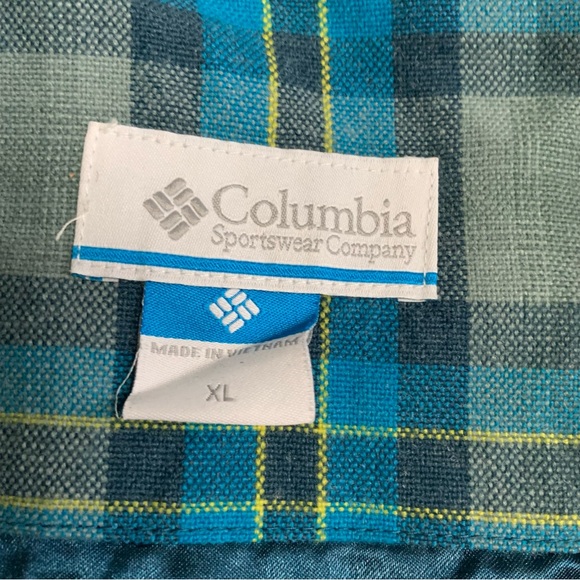 Columbia
Sportswear Company
MADE IN VIETNAM
XL